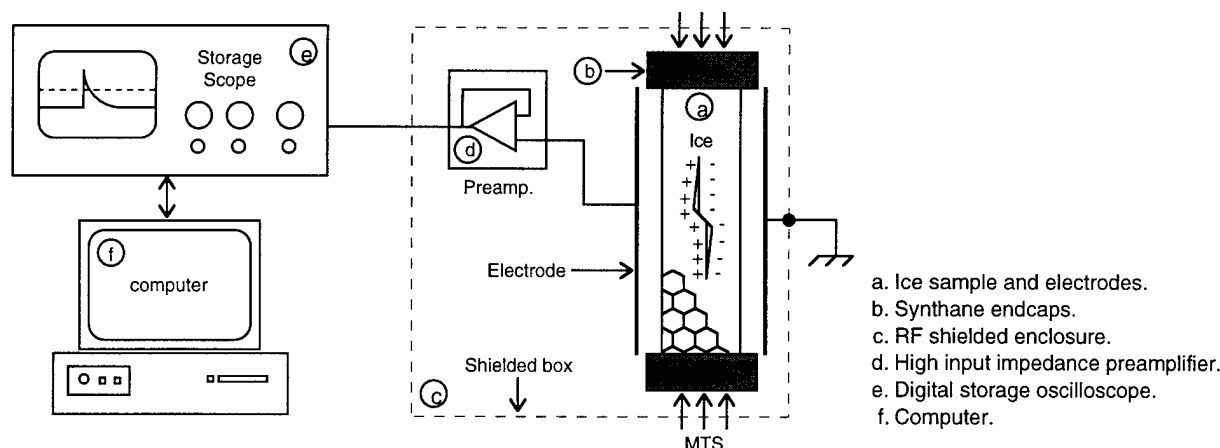 Storage
Scope
e
b
a
Ice
d
Preamp.
f
computer
Electrode
Shielded box
c
MTS
a. Ice sample and electrodes.
b. Synthane endcaps.
c. RF shielded enclosure.
d. High input impedance preamplifier.
e. Digital storage oscilloscope.
f. Computer.